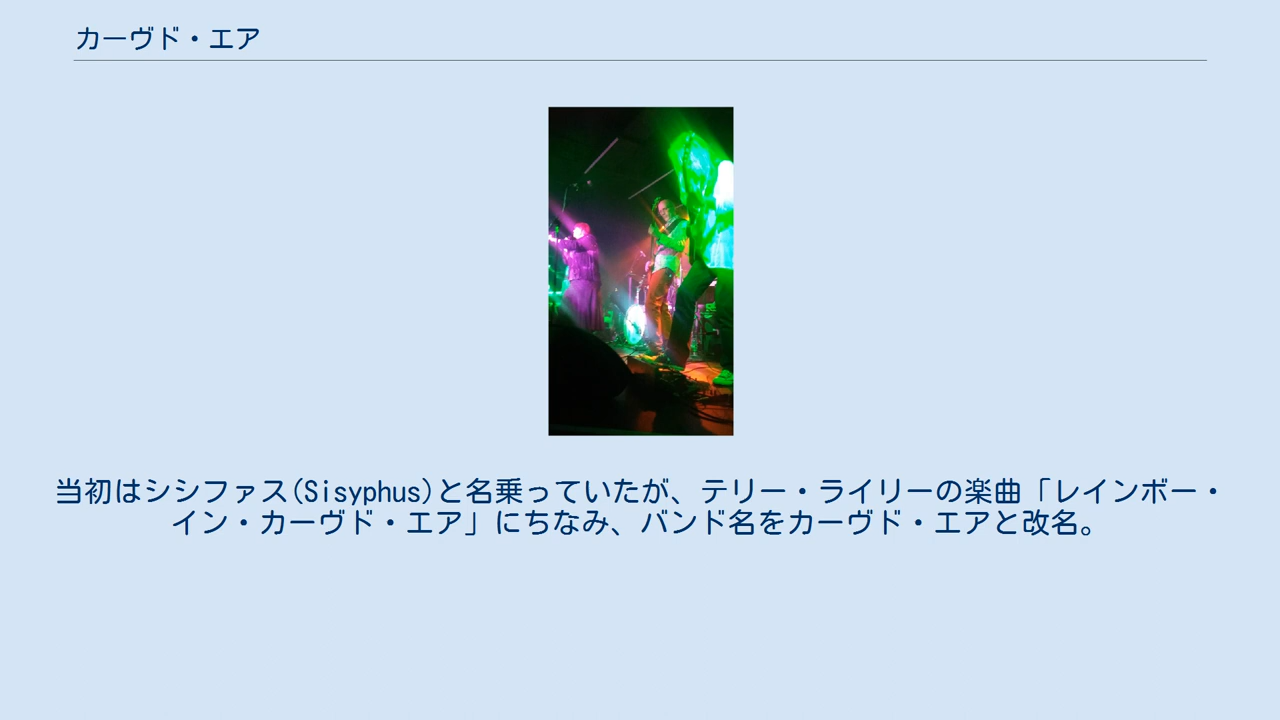 カーヴド・エア
当初はシシファス(Sisyphus)と名乗っていたが、テリー・ライリーの楽曲「レインボー・
イン・カーヴド・エア」にちなみ、バンド名をカーヴド・エアと改名。